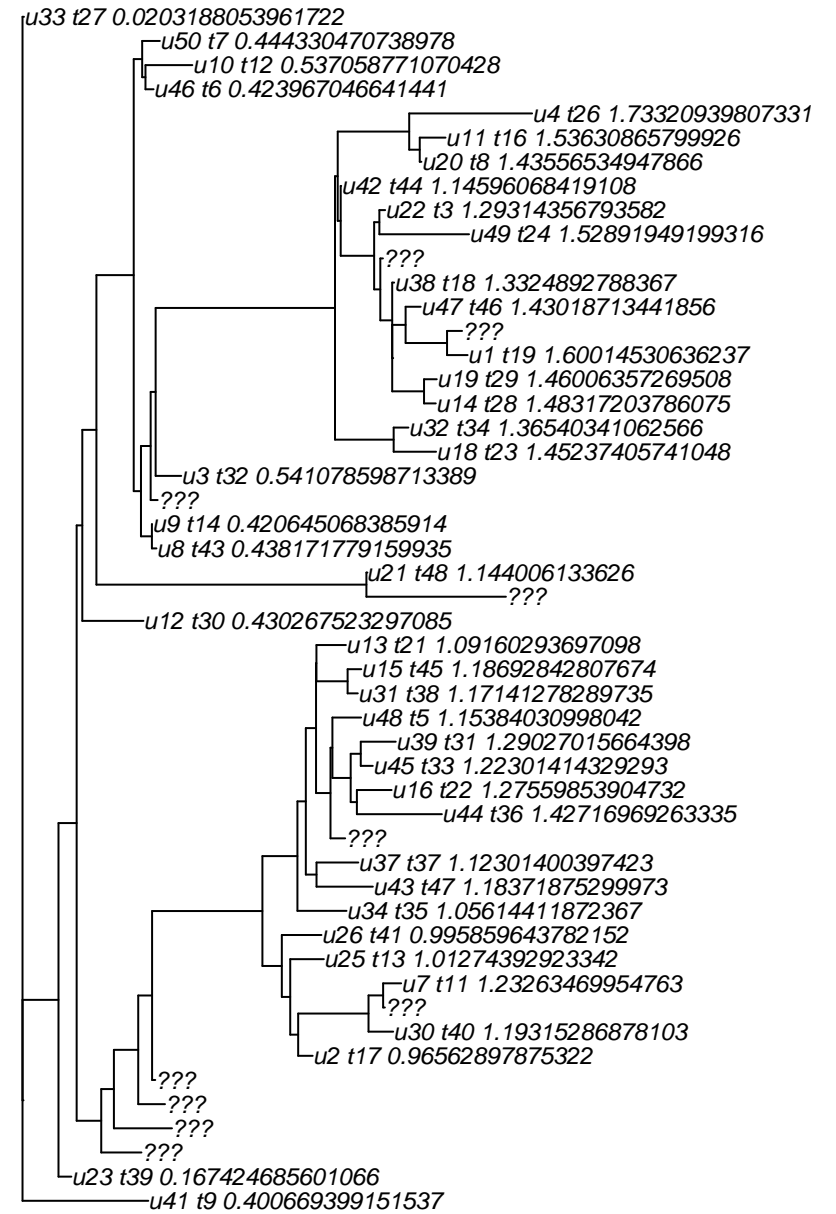 u33 t27 0.0203188053961722
u50 t7 0.444330470738978
u10 t12 0.537058771070428
u46 t6 0.423967046641441
u4 t26 1.73320939807331
u11 t16 1.53630865799926
u20 t8 1.43556534947866
u42 t44 1.14596068419108
u22 t3 1.29314356793582
u49 t24 1.52891949199316
???
u38 t18 1.3324892788367
u47 t46 1.43018713441856
???
u1 t19 1.60014530636237
u19 t29 1.46006357269508
u14 t28 1.48317203786075
u32 t34 1.36540341062566
u18 t23 1.45237405741048
u3 t32 0.541078598713389
???
u9 t14 0.420645068385914
u8 t43 0.438171779159935
u21 t48 1.144006133626
???
u12 t30 0.430267523297085
u13 t21 1.09160293697098
u15 t45 1.18692842807674
u31 t38 1.17141278289735
u48 t5 1.15384030998042
u39 t31 1.29027015664398
u45 t33 1.22301414329293
u16 t22 1.27559853904732
u44 t36 1.42716969263335
???
u37 t37 1.12301400397423
u43 t47 1.18371875299973
u34 t35 1.05614411872367
u26 t41 0.995859643782152
u25 t13 1.01274392923342
u7 t11 1.23263469954763
???
u30 t40 1.19315286878103
u2 t17 0.96562897875322
???
???
???
???
u23 t39 0.167424685601066
u41 t9 0.400669399151537